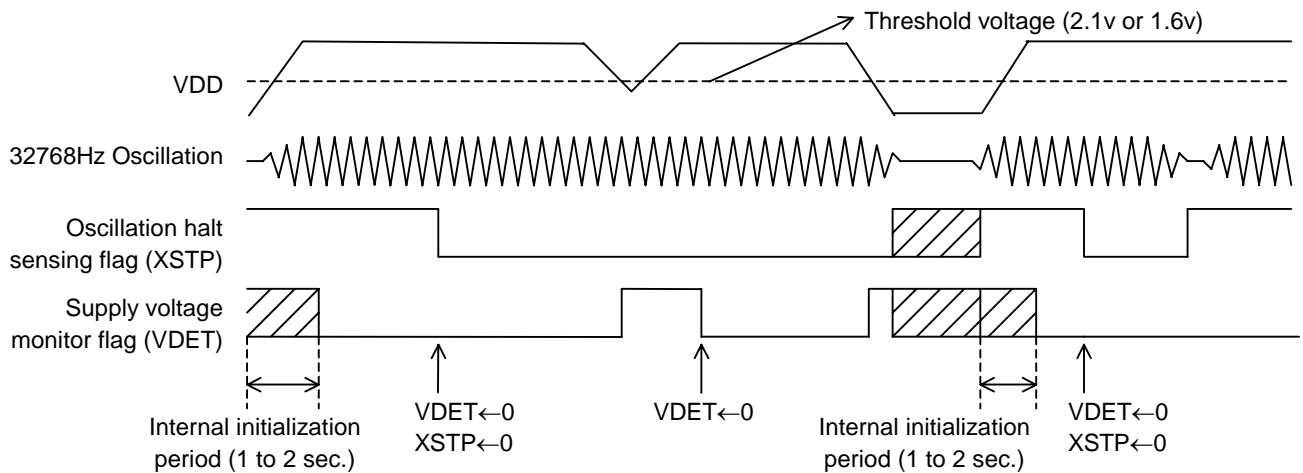 Threshold voltage (2.1v or 1.6v)
VDD
32768Hz Oscillation
Oscillation halt
sensing flag (XSTP)
Supply voltage
monitor flag (VDET)
Internal initialization
period (1 to 2 sec.)
VDET←0
XSTP←0
VDET←0
Internal initialization
period (1 to 2 sec.)
VDET←0
XSTP←0